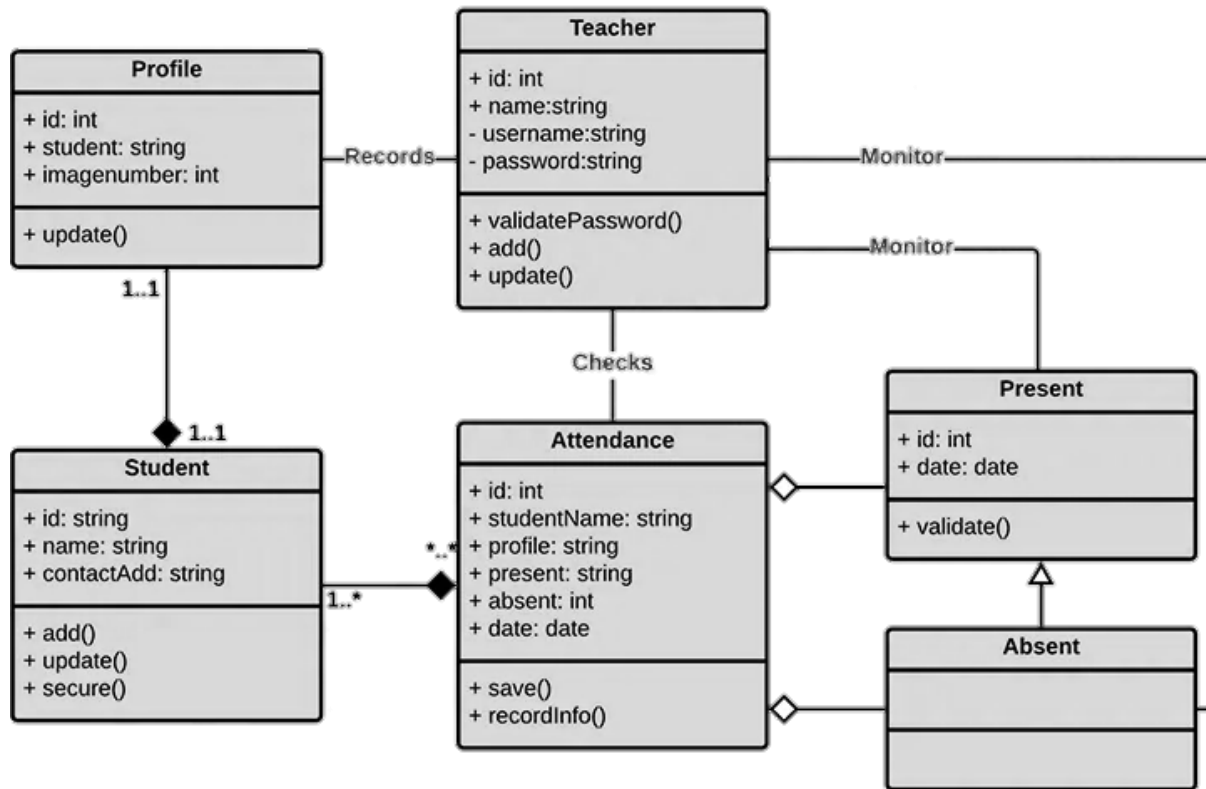 Profile
+ id: int
+ student: string
+ imagenumber: int
+ update()
Records
Teacher
+ id: int
+ name:string
- username:string
- password:string
+ validatePassword()
+ add()
+ update()
Monitor
Monitor
1..1
1..1
Checks
Student
+ id: string
+ name: string
+ contactAdd: string
+ add()
+ update()
+ secure()
*..*
1..*
Attendance
+ id: int
+ studentName: string
+ profile: string
+ present: string
+ absent: int
+ date: date
+ save()
+ recordInfo()
Present
+ id: int
+ date: date
+ validate()
Absent